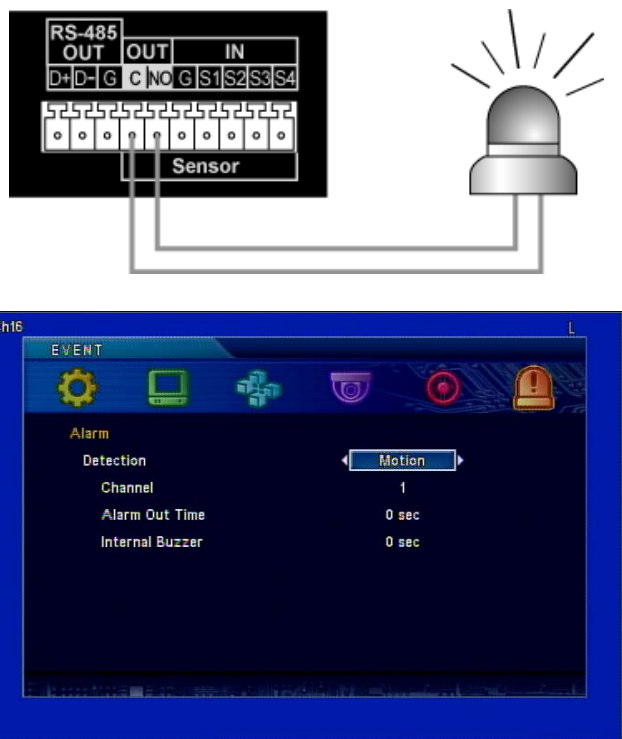 RS-485
OUT OUT IN
D+ D- G C NO G S1 S2 S3 S4
Sensor
Ch16 L
EVENT
Alarm
Detection Motion
Channel 1
Alarm Out Time 0 sec
Internal Buzzer 0 sec